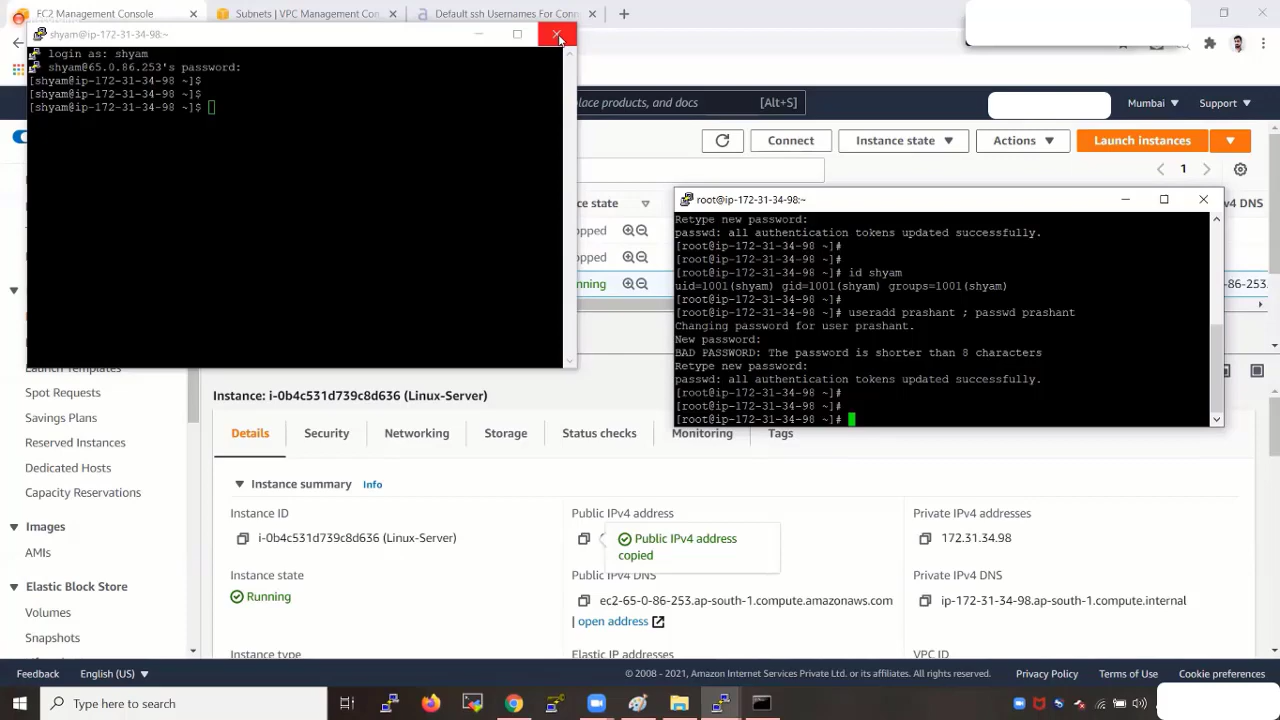 EC2 Management Co
Subnets | VPC Management Con
Default ssh Usernames For Conn
shyam@ip-172-31-34-98:~
login as: shyam
shyam@65.0.86.253's password:
[shyam@ip-172-31-34-98 ~]$
[shyam@ip-172-31-34-98 ~]$
[shyam@ip-172-31-34-98 ~]$
place products, and docs
[Alt+S]
Mumbai
Support
Connect
Instance state
Actions
Launch instances
1
nce state
DNS
opped
opped
nning
-86-253.
root@ip-172-31-34-98:~
Retype new password:
passwd: all authentication tokens updated successfully.
[root@ip-172-31-34-98 ~]#
[root@ip-172-31-34-98 ~]#
[root@ip-172-31-34-98 ~]# id shyam
uid=1001(shyam) gid=1001(shyam) groups=1001(shyam)
[root@ip-172-31-34-98 ~]#
[root@ip-172-31-34-98 ~]# useradd prashant ; passwd prashant
Changing password for user prashant.
New password:
BAD PASSWORD: The password is shorter than 8 characters
Retype new password:
passwd: all authentication tokens updated successfully.
[root@ip-172-31-34-98 ~]#
[root@ip-172-31-34-98 ~]#
[root@ip-172-31-34-98 ~]#
Launch Templates
Spot Requests
Savings Plans
Reserved Instances
Dedicated Hosts
Capacity Reservations
Images
AMIs
Elastic Block Store
Volumes
Snapshots
Instance: i-0b4c531d739c8d636 (Linux-Server)
Details
Security
Networking
Storage
Status checks
Monitoring
Tags
Instance summary Info
Instance ID
i-0b4c531d739c8d636 (Linux-Server)
Public IPv4 address
Public IPv4 address copied
Private IPv4 addresses
172.31.34.98
Instance state
Running
Public IPv4 DNS
ec2-65-0-86-253.ap-south-1.compute.amazonaws.com
| open address
Private IPv4 DNS
ip-172-31-34-98.ap-south-1.compute.internal
Instance type
Elastic IP addresses
VPC ID
Feedback
English (US)
© 2008 - 2021, Amazon Internet Services Private Ltd. or its affiliates. All rights reserved.
Privacy Policy
Terms of Use
Cookie preferences
Type here to search